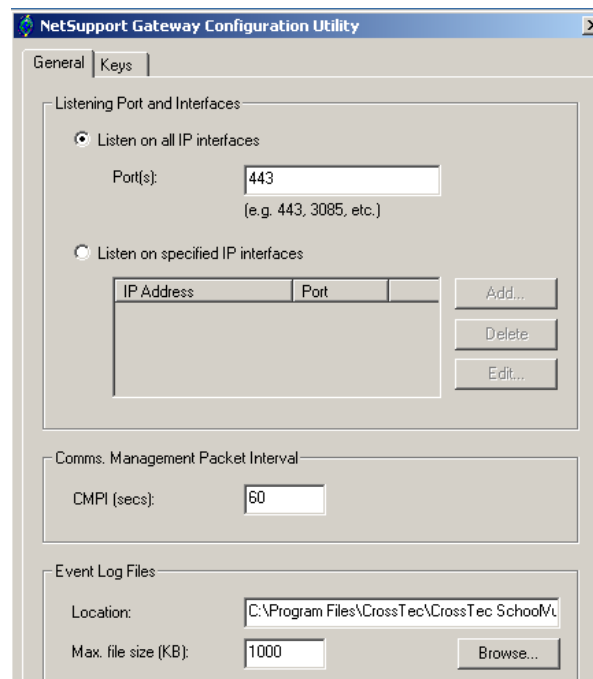 NetSupport Gateway Configuration Utility
General Keys
Listening Port and Interfaces
Listen on all IP interfaces
Port(s): 443
(e.g. 443, 3085, etc.)
Listen on specified IP interfaces
IP Address Port
Add...
Delete
Edit...
Comms. Management Packet Interval
CMPI (secs): 60
Event Log Files
Location: C:\Program Files\CrossTec\CrossTec SchoolVu
Max. file size (KB): 1000 Browse...